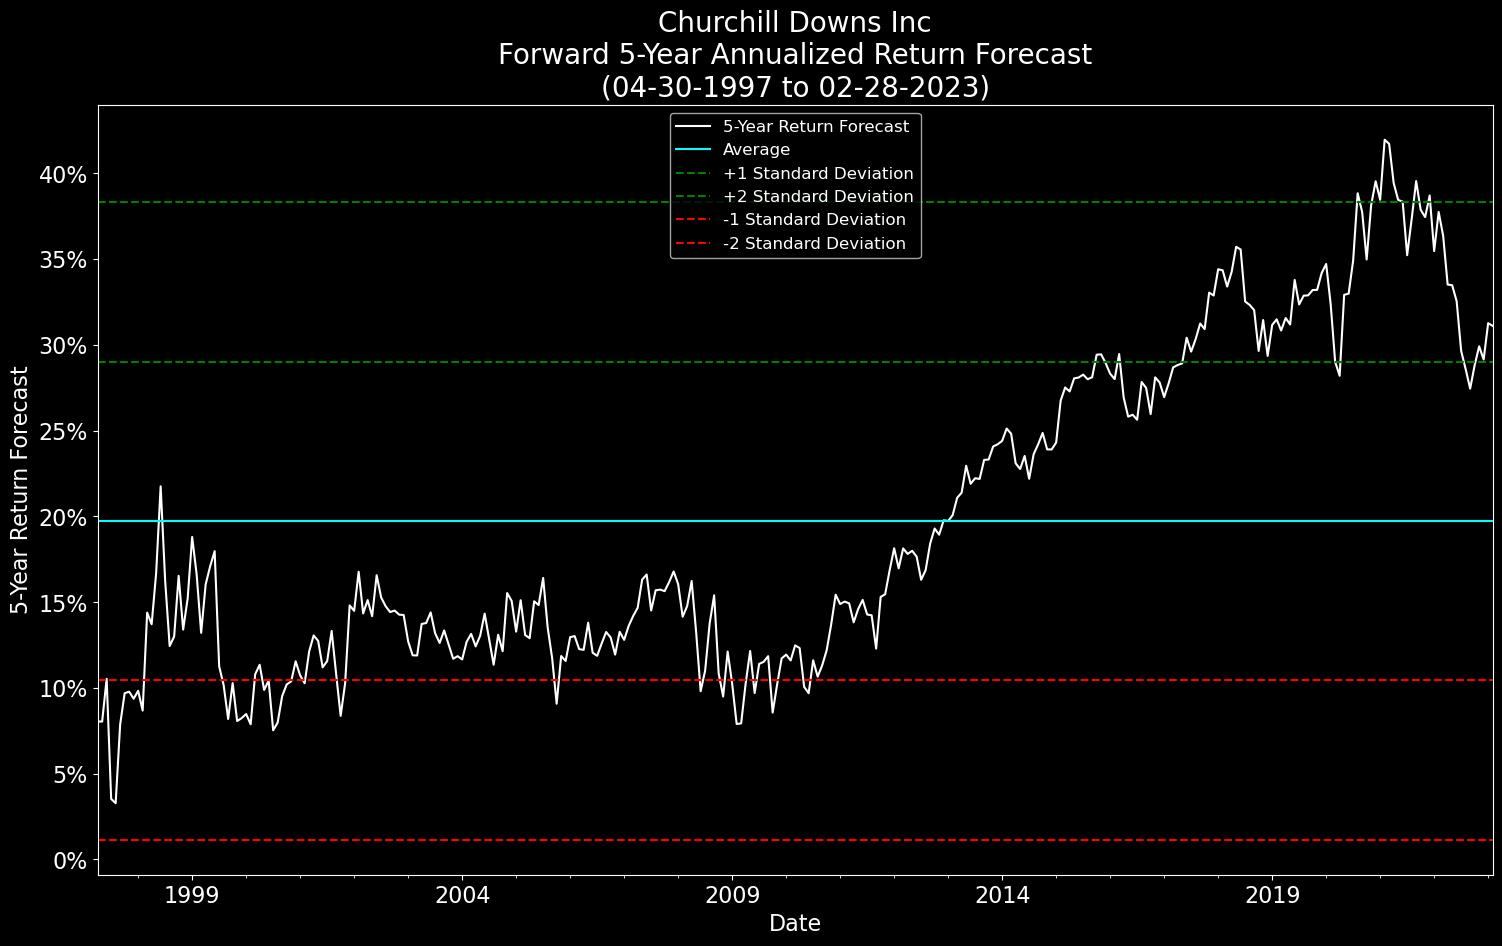 Churchill Downs Inc
Forward 5-Year Annualized Return Forecast
(04-30-1997 to 02-28-2023)
5-Year Return Forecast
Average
+1 Standard Deviation
+2 Standard Deviation
-1 Standard Deviation
-2 Standard Deviation
40%
35%
30%
25%
20%
15%
10%
5%
0%
5-Year Return Forecast
1999 2004 2009 2014 2019
Date